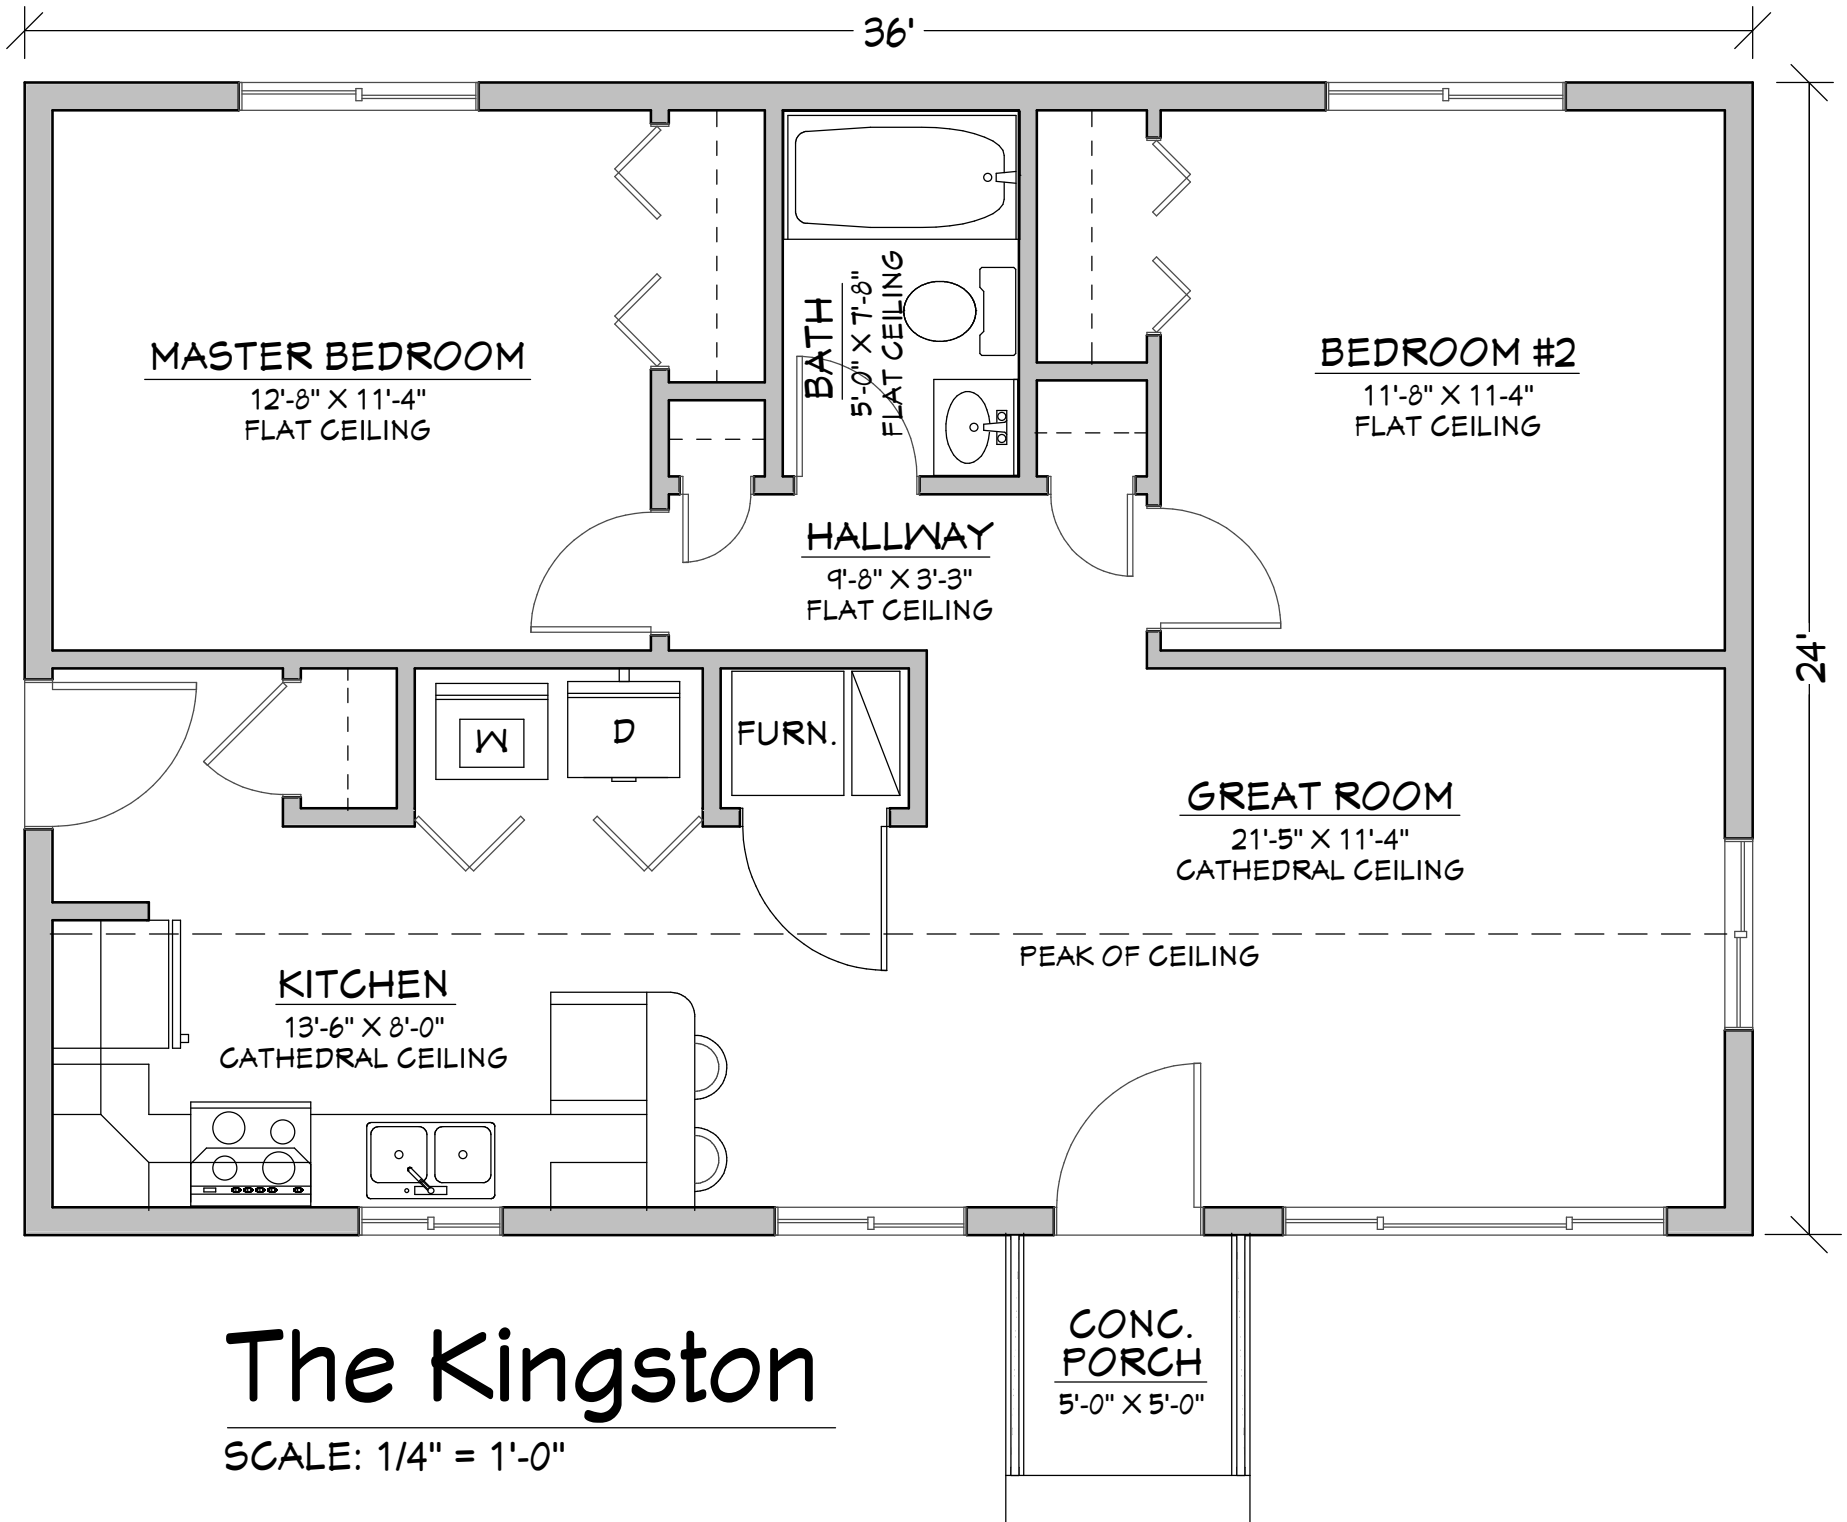 36'
MASTER BEDROOM
12'-8" X 11'-4"
FLAT CEILING
BATH
5'-0" X 7'-8"
FLAT CEILING
BEDROOM #2
11'-8" X 11-4"
FLAT CEILING
HALLWAY
9'-8" X 3'-3"
FLAT CEILING
24'
W
D
FURN.
GREAT ROOM
21'-5" X 11'-4"
CATHEDRAL CEILING
PEAK OF CEILING
KITCHEN
13'-6" X 8'-0"
CATHEDRAL CEILING
CONC.
PORCH
5'-0" X 5'-0"
The Kingston
SCALE: 1/4" = 1'-0"